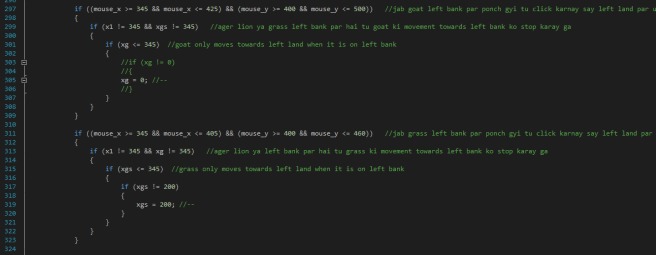 297 if ((mouse_x >= 345 && mouse_x <= 425) && (mouse_y >= 400 && mouse_y <= 500)) //jab goat left bank par ponch gyi tu click karnay say left land par
298 {
299 if (xl != 345 && xgs != 345) //ager lion ya grass left bank par hai tu goat ki movement towards left bank ko stop karay ga
300 {
301 if (xg <= 345) //goat only moves towards left land when it is on left bank
302 {
303 //if (xg != 0)
304 //{
305 xg = 0; //--
306 //}
307 }
308 }
309 }
310
311 if ((mouse_x >= 345 && mouse_x <= 405) && (mouse_y >= 400 && mouse_y <= 460)) //jab grass left bank par ponch gyi tu click karnay say left land par
312 {
313 if (xl != 345 && xg != 345) //ager lion ya left bank par hai tu grass ki movement towards left bank ko stop karay ga
314 {
315 if (xgs <= 345) //grass only moves towards left land when it is on left bank
316 {
317 if (xgs != 200)
318 {
319 xgs = 200; //--
320 }
321 }
322 }
323 }
324